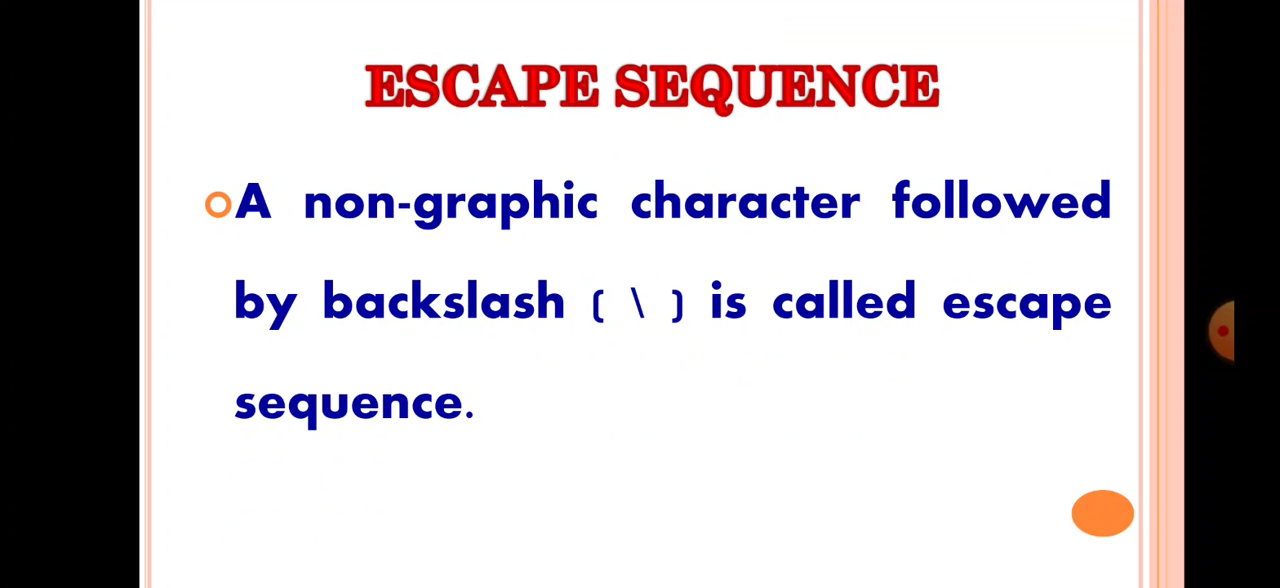 ESCAPE SEQUENCE
A non-graphic character followed
by backslash ( \ ) is called escape
sequence.